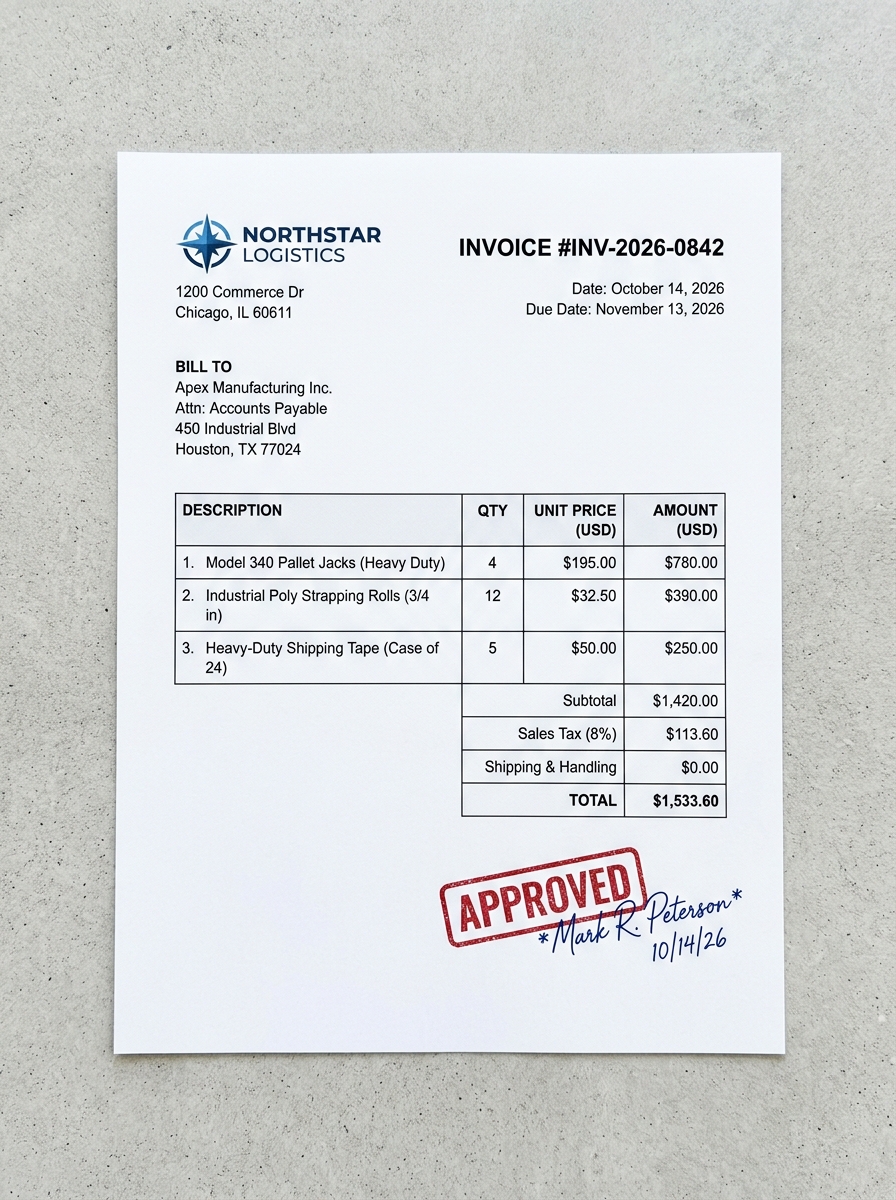 NORTHSTAR
LOGISTICS
INVOICE #INV-2026-0842
1200 Commerce Dr
Chicago, IL 60611
Date: October 14, 2026
Due Date: November 13, 2026
BILL TO
Apex Manufacturing Inc.
Attn: Accounts Payable
450 Industrial Blvd
Houston, TX 77024
DESCRIPTION QTY UNIT PRICE (USD) AMOUNT (USD)
1. Model 340 Pallet Jacks (Heavy Duty) 4 $195.00 $780.00
2. Industrial Poly Strapping Rolls (3/4 in) 12 $32.50 $390.00
3. Heavy-Duty Shipping Tape (Case of 24) 5 $50.00 $250.00
Subtotal $1,420.00
Sales Tax (8%) $113.60
Shipping & Handling $0.00
TOTAL $1,533.60
APPROVED
*Mark R. Peterson*
10/14/26